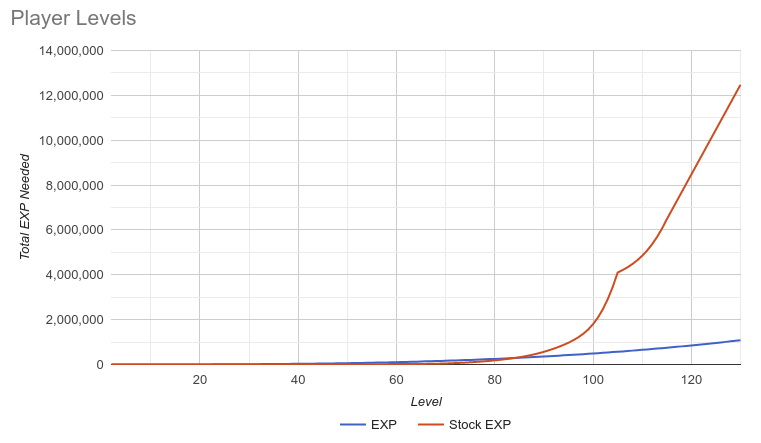 Player Levels
14,000,000
12,000,000
10,000,000
8,000,000
6,000,000
4,000,000
2,000,000
0
Total EXP Needed
20 40 60 80 100 120
Level
EXP Stock EXP